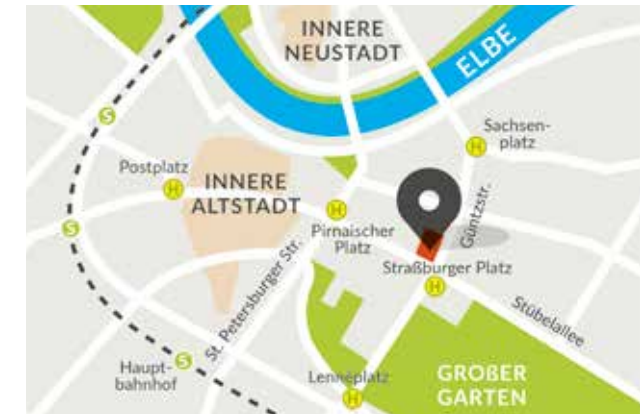 INNERE
NEUSTADT
ELBE
S
Sachsen-
platz
H
Postplatz
H
INNERE
ALTSTADT
H
Pirnaischer
Platz
Güntzstr.
S
St. Petersburger Str.
Straßburger Platz
H
Stübelallee
Haupt-
bahnhof
S
Lennéplatz
H
GROßER
GARTEN